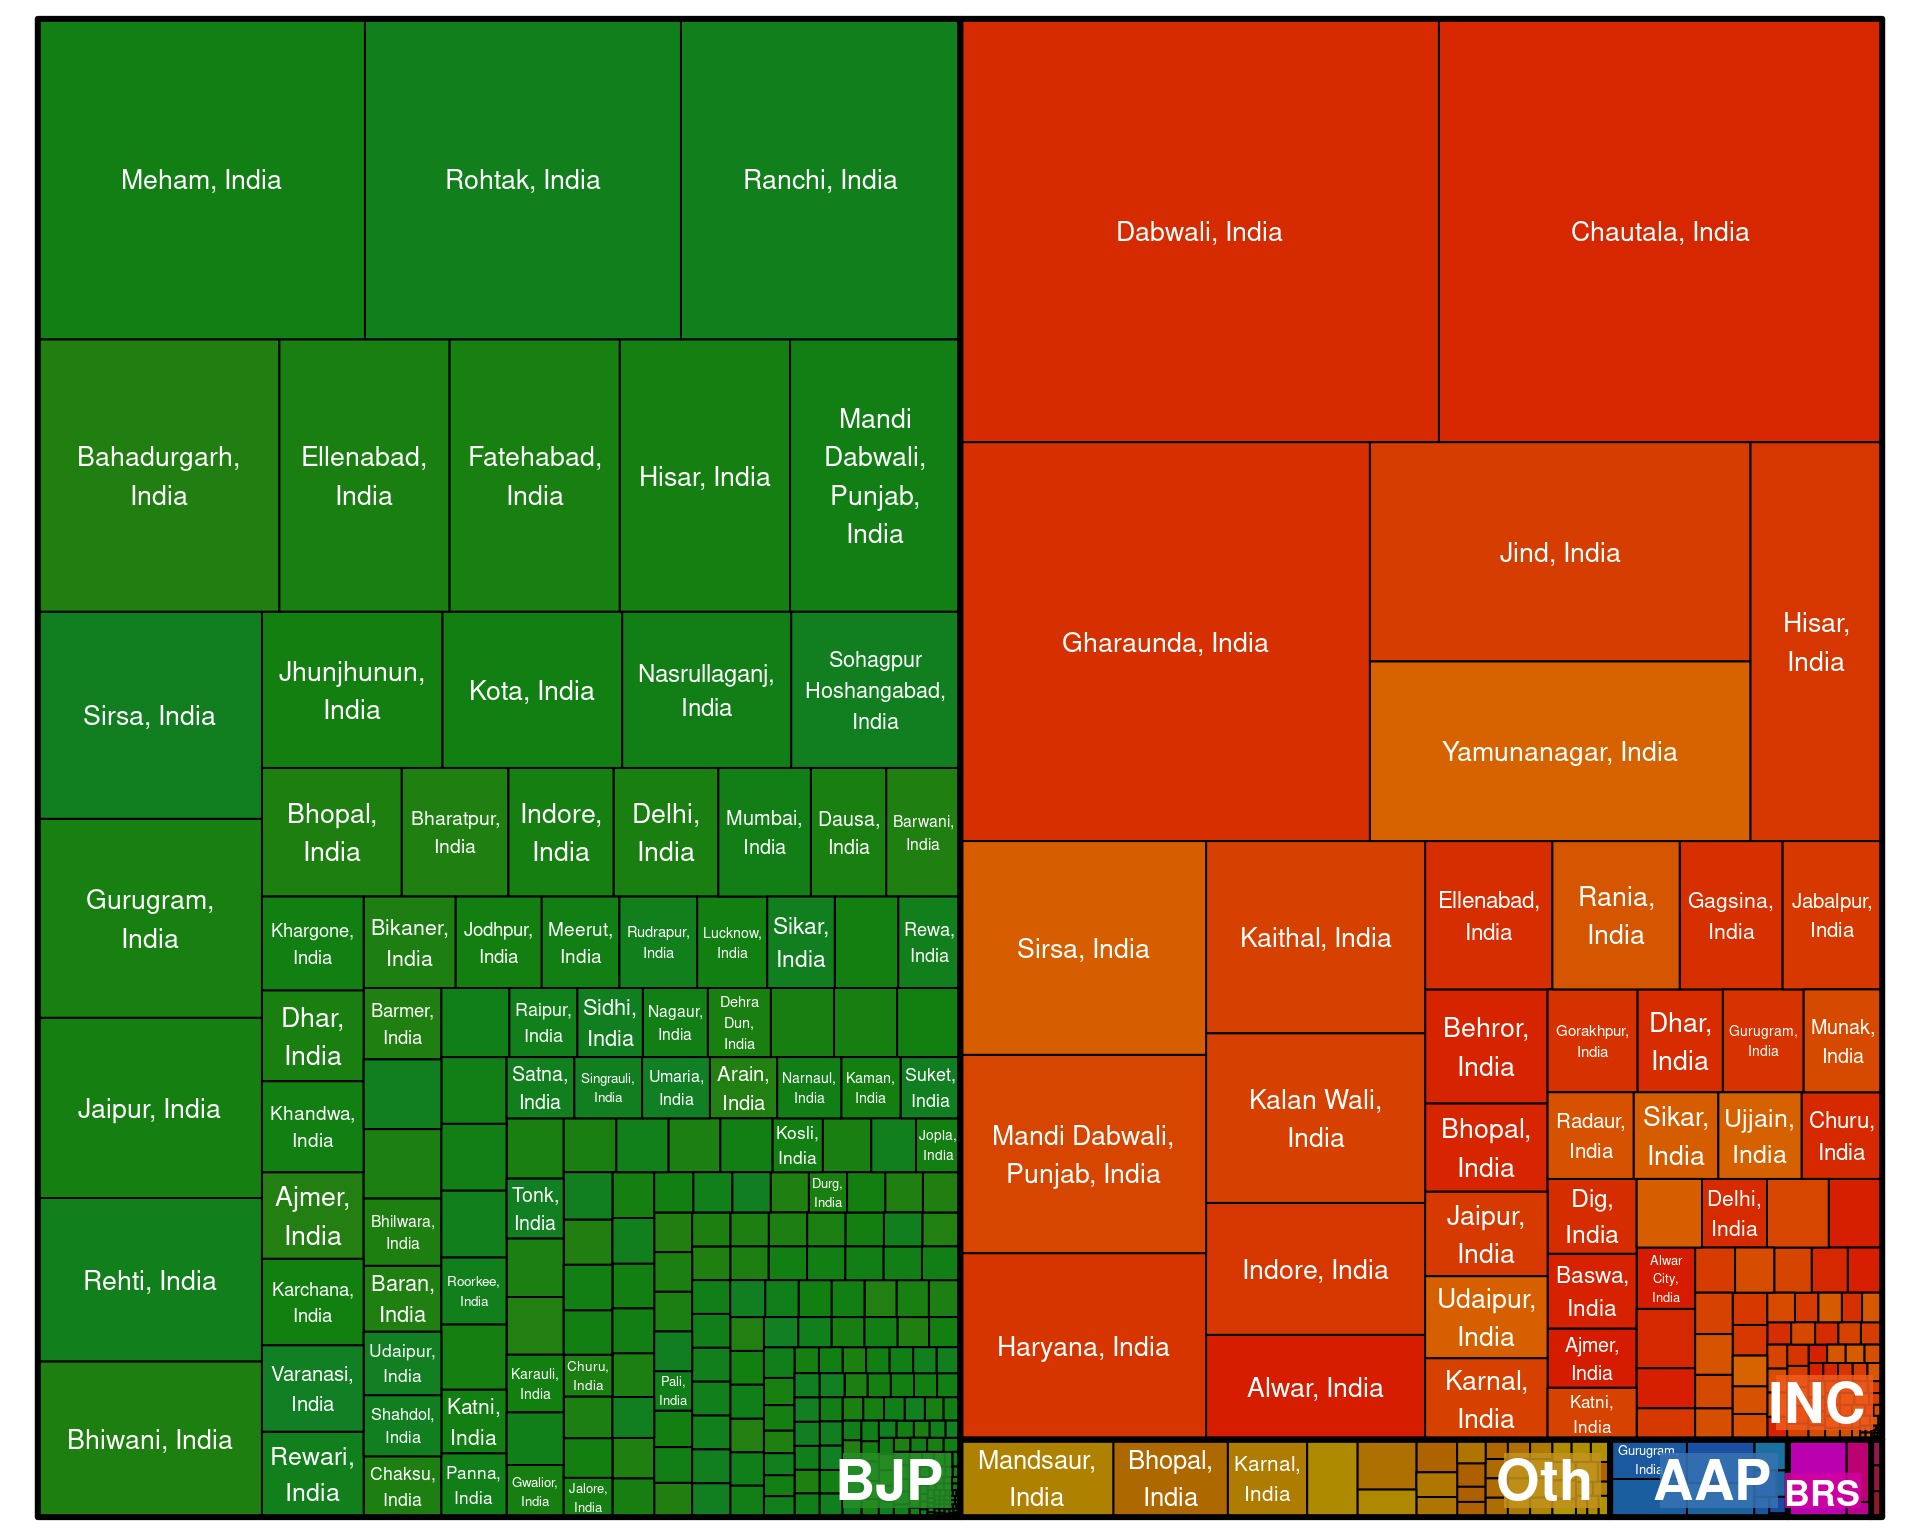 Meham, India
Rohtak, India
Ranchi, India
Bahadurgarh,
India
Ellenabad,
India
Fatehabad,
India
Hisar, India
Mandi
Dabwali,
Punjab,
India
Sirsa, India
Jhunjhunun,
India
Kota, India
Nasrullaganj,
India
Sohagpur
Hoshangabad,
India
Gurugram,
India
Bhopal,
India
Bharatpur,
India
Indore,
India
Delhi,
India
Mumbai,
India
Dausa,
India
Barwani,
India
Khargone,
India
Bikaner,
India
Jodhpur,
India
Meerut,
India
Rudrapur,
India
Lucknow,
India
Sikar,
India
Rewa,
India
Jaipur, India
Dhar,
India
Barmer,
India
Raipur,
India
Sidhi,
India
Nagaur,
India
Dehra
Dun,
India
Khandwa,
India
Satna,
India
Singrauli,
India
Umaria,
India
Arain,
India
Narnaul,
India
Kaman,
India
Suket,
India
Kosli,
India
Jopla,
India
Rehti, India
Ajmer,
India
Bhilwara,
India
Tonk,
India
Durg,
India
Karchana,
India
Baran,
India
Roorkee,
India
Bhiwani, India
Varanasi,
India
Udaipur,
India
Karauli,
India
Churu,
India
Pali,
India
Shahdol,
India
Katni,
India
Rewari,
India
Chaksu,
India
Panna,
India
Gwalior,
India
Jalore,
India
BJP
Dabwali, India
Chautala, India
Gharaunda, India
Jind, India
Yamunanagar, India
Hisar,
India
Sirsa, India
Mandi Dabwali,
Punjab, India
Haryana, India
Kaithal, India
Kalan Wali,
India
Indore, India
Alwar, India
Ellenabad,
India
Rania,
India
Gagsina,
India
Jabalpur,
India
Behror,
India
Gorakhpur,
India
Dhar,
India
Gurugram,
India
Munak,
India
Bhopal,
India
Radaur,
India
Sikar,
India
Ujjain,
India
Churu,
India
Jaipur,
India
Dig,
India
Delhi,
India
Udaipur,
India
Baswa,
India
Alwar
City,
India
Karnal,
India
Ajmer,
India
Katni,
India
INC
Mandsaur,
India
Bhopal,
India
Karnal,
India
Oth
Gurugram,
India
AAP
BRS